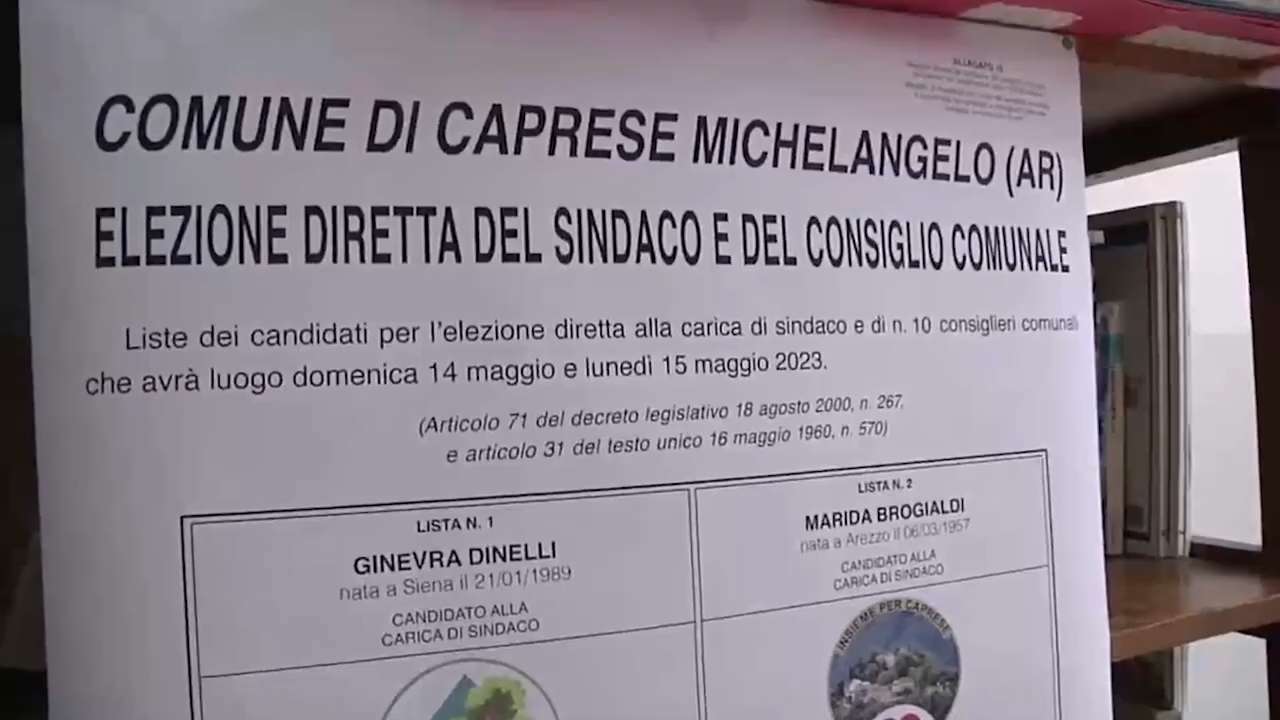 ALLEGATO 15
COMUNE DI CAPRESE MICHELANGELO (AR)
ELEZIONE DIRETTA DEL SINDACO E DEL CONSIGLIO COMUNALE
Liste dei candidati per l'elezione diretta alla carica di sindaco e di n. 10 consiglieri comunali
che avrà luogo domenica 14 maggio e lunedì 15 maggio 2023.
(Articolo 71 del decreto legislativo 18 agosto 2000, n. 267,
e articolo 31 del testo unico 16 maggio 1960, n. 570)
LISTA N. 1
GINEVRA DINELLI
nata a Siena il 21/01/1989
CANDIDATO ALLA
CARICA DI SINDACO
LISTA N. 2
MARIDA BROGIALDI
nata a Arezzo il 06/03/1957
CANDIDATO ALLA
CARICA DI SINDACO
INSIEME PER CAPRESE